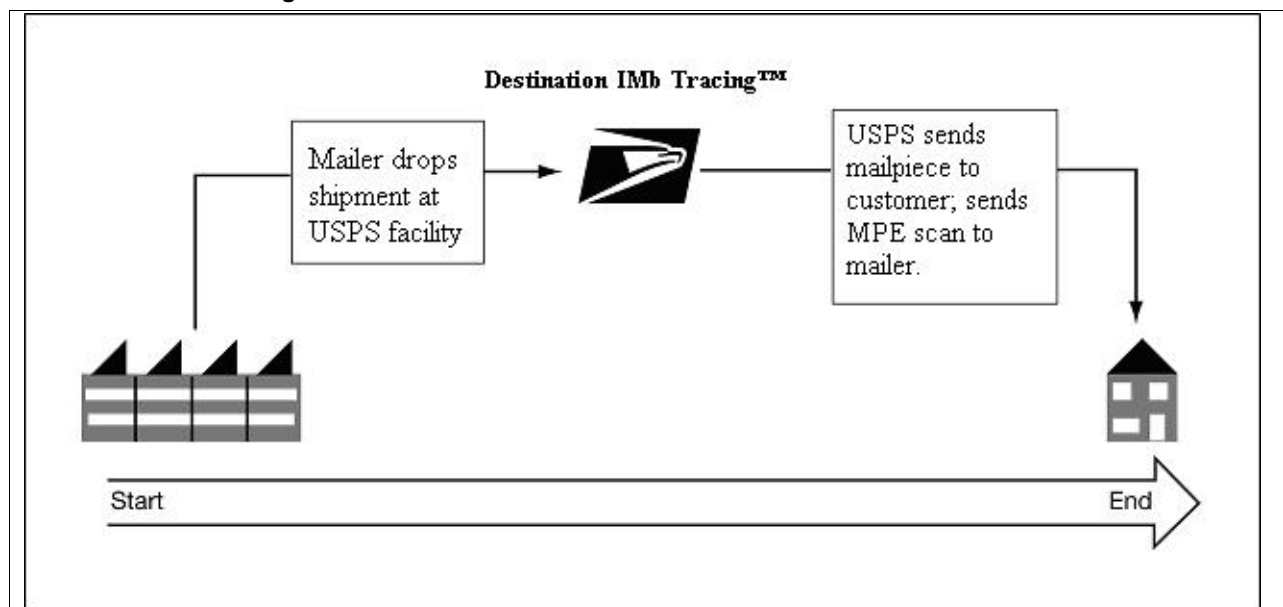 Destination IMb Tracing™
Mailer drops
shipment at
USPS facility
USPS sends
mailpiece to
customer; sends
MPE scan to
mailer.
Start
End